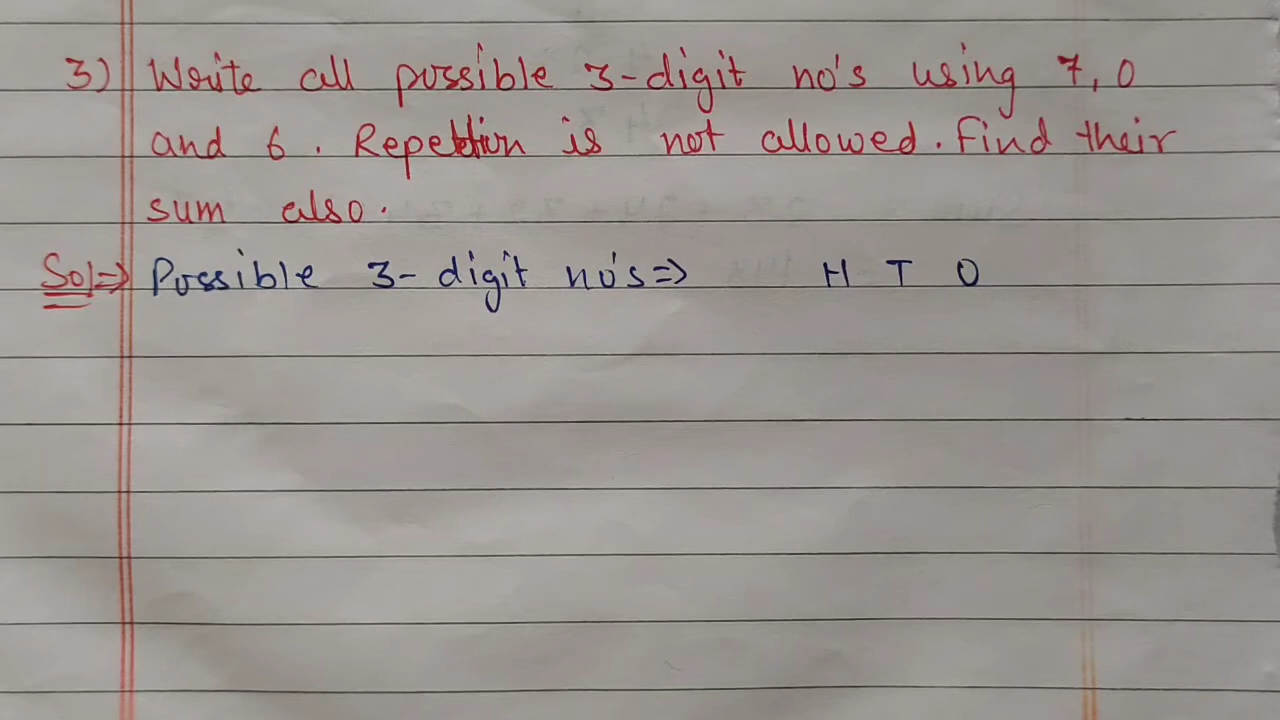 3) Write all possible 3-digit no's using 7, 0
and 6. Repetition is not allowed. Find their
sum also.
Sol⇒ Possible 3-digit no's⇒ H T O